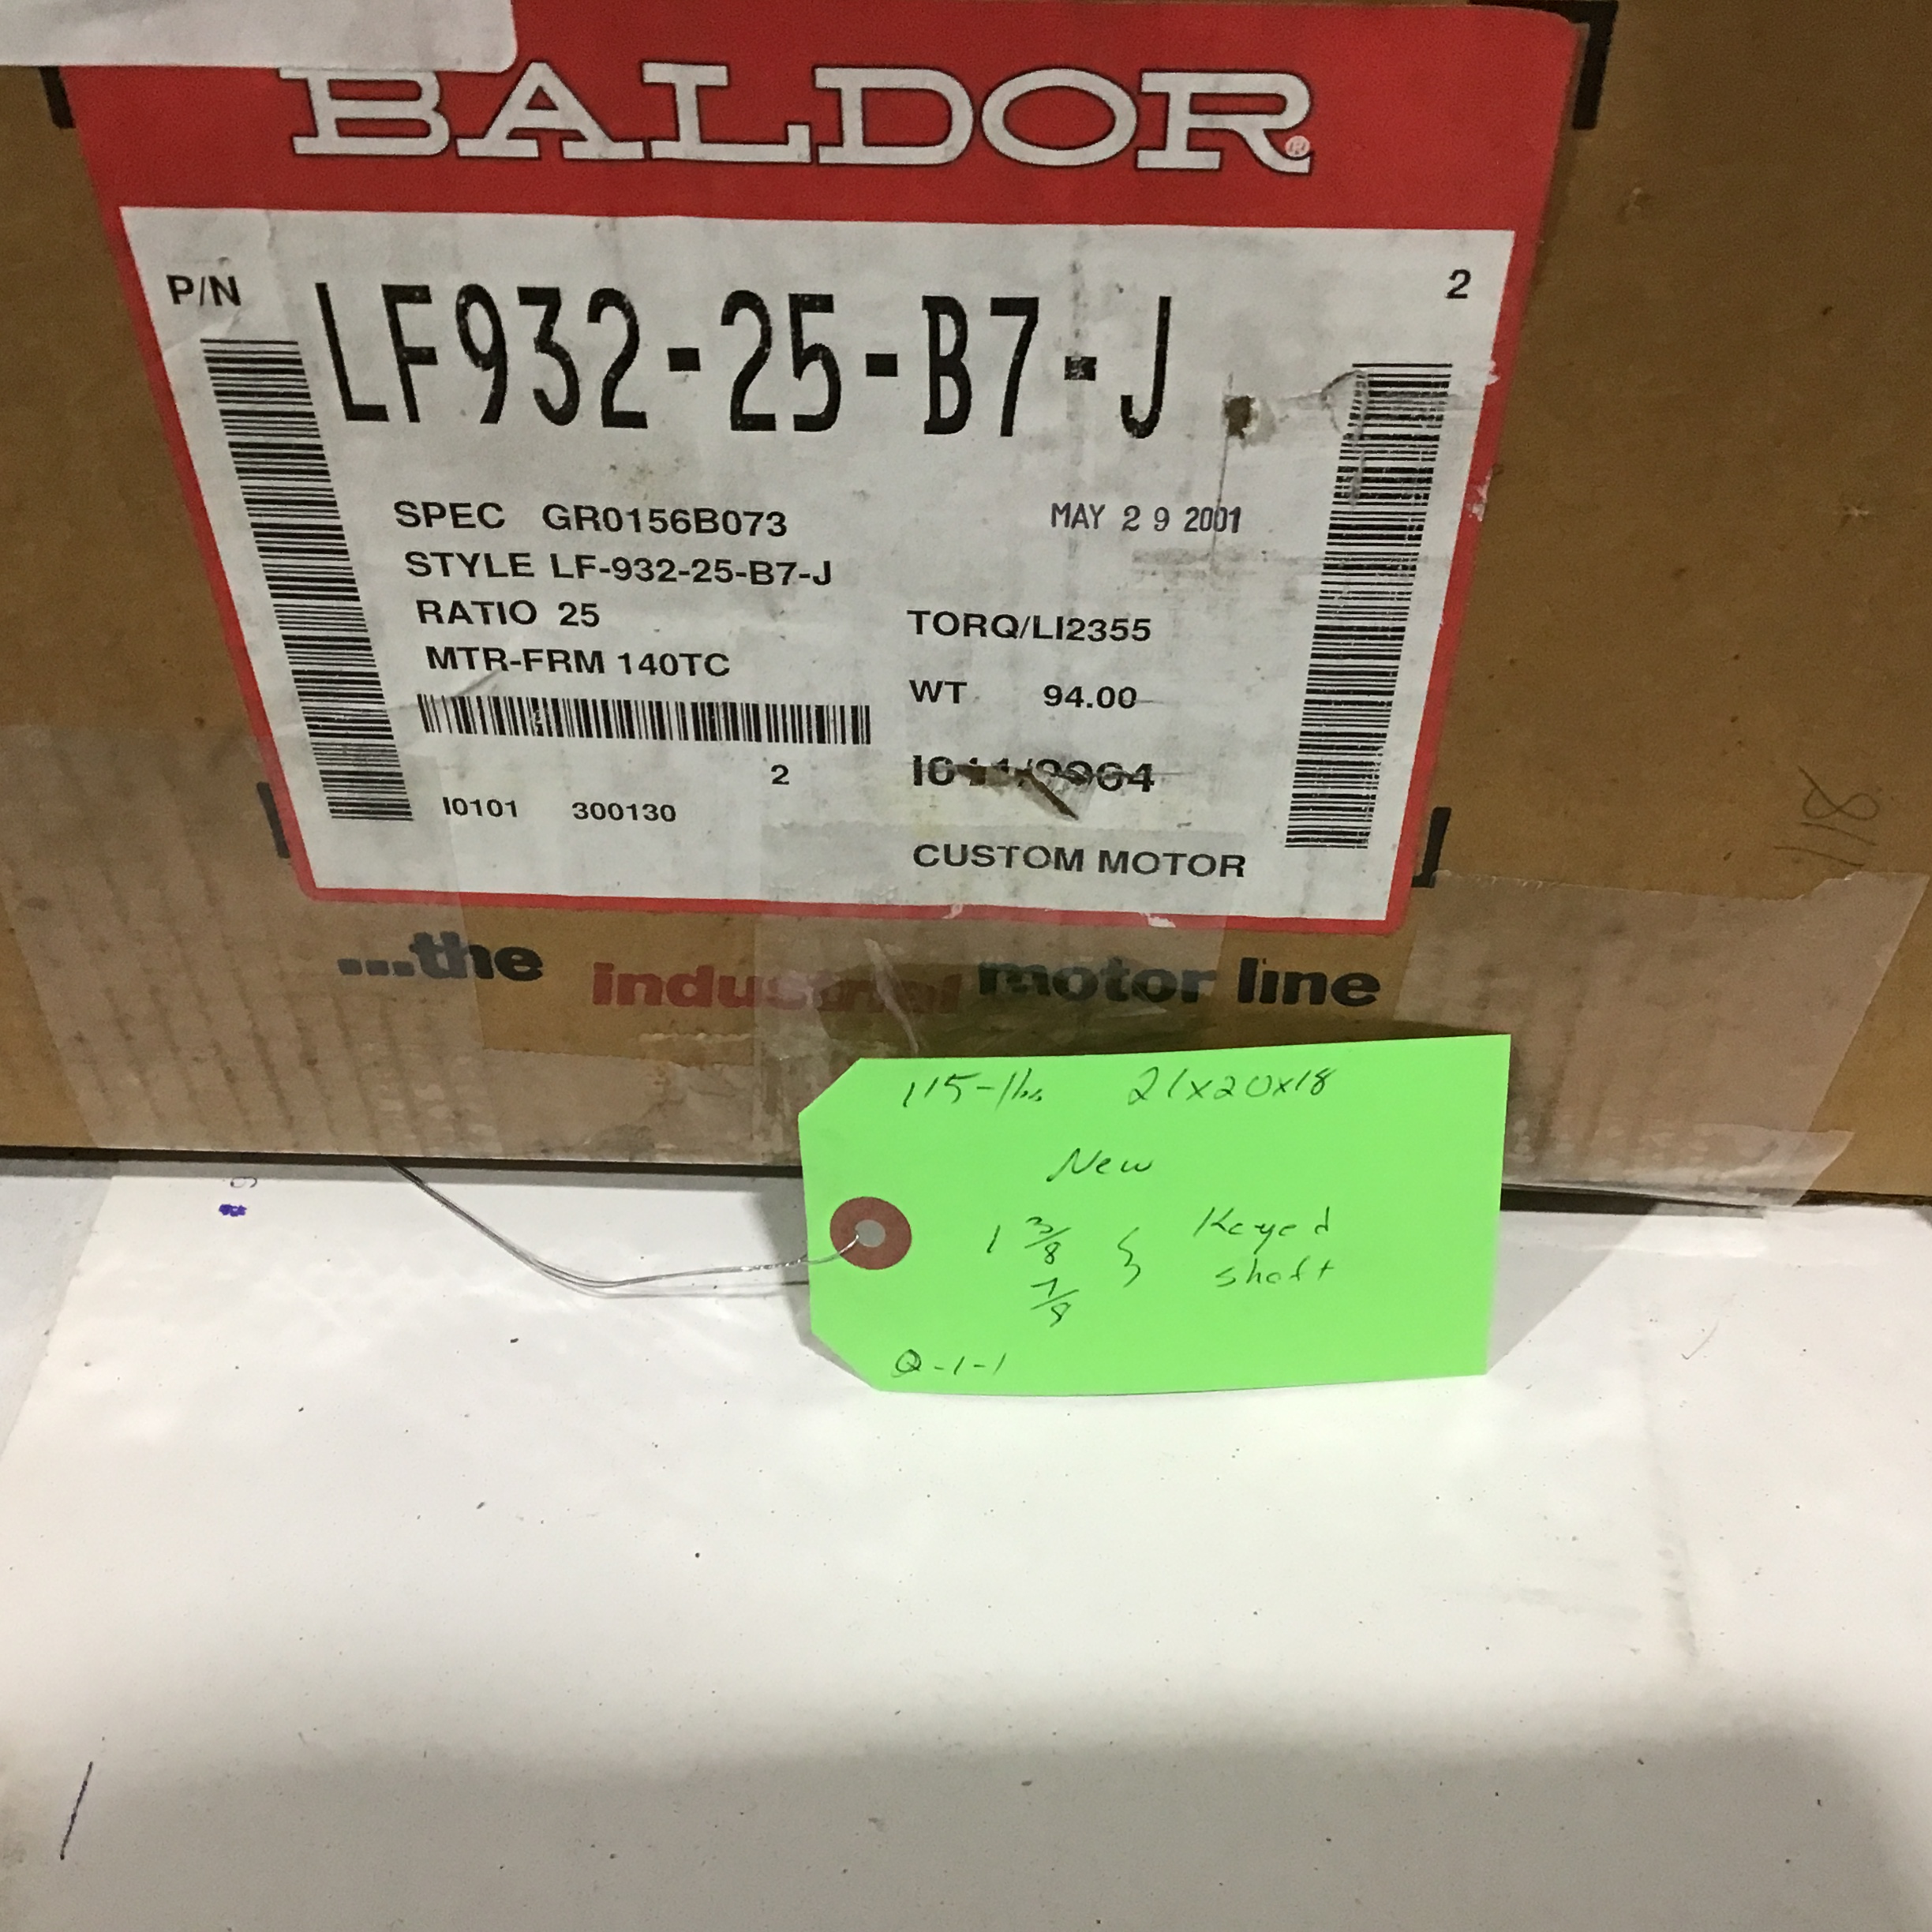 BALDOR®
P/N
2
LF932-25-B7-J
SPEC GR0156B073
MAY 29 2001
STYLE LF-932-25-B7-J
RATIO 25
TORQ/LI2355
MTR-FRM 140TC
WT 94.00
2
I0101 300130
CUSTOM MOTOR
118
...the industrial motor line
115-lbs 21x20x18
New
1 3/8 } Keyed
7/8 shaft
Q-1-1